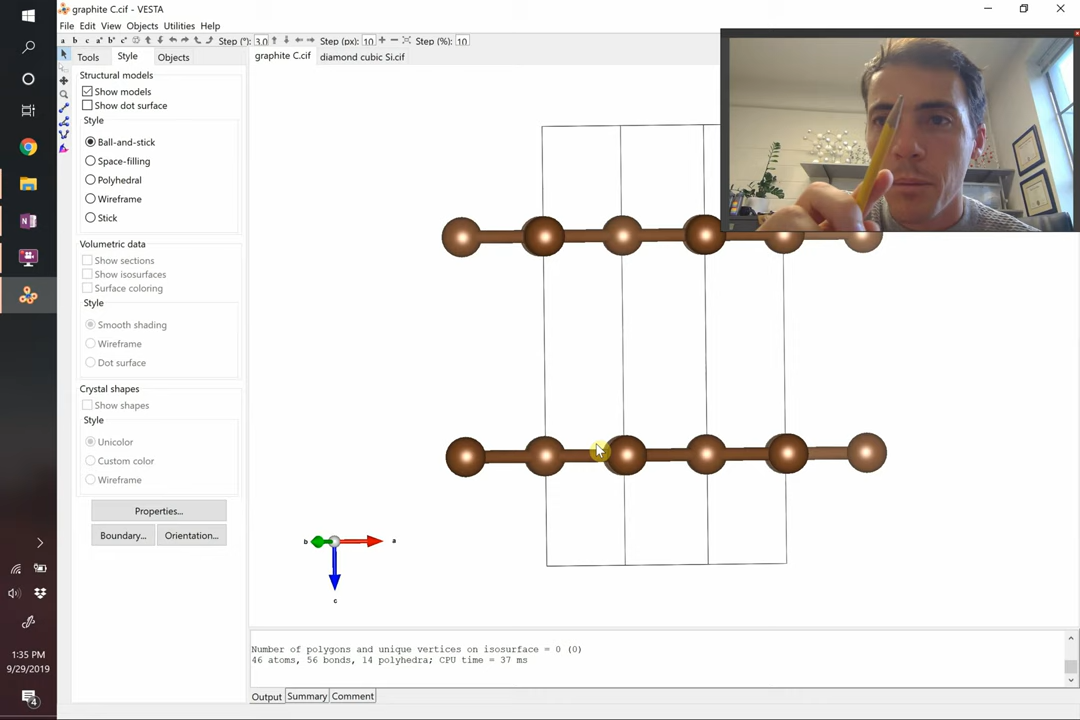 graphite C.cif - VESTA
File Edit View Objects Utilities Help
a b c a* b* c* Step (°): 3.0 Step (px): 10 Step (%): 10
Tools Style Objects
graphite C.cif diamond cubic Si.cif
Structural models
Show models
Show dot surface
Style
Ball-and-stick
Space-filling
Polyhedral
Wireframe
Stick
Volumetric data
Show sections
Show isosurfaces
Surface coloring
Style
Smooth shading
Wireframe
Dot surface
Crystal shapes
Show shapes
Style
Unicolor
Custom color
Wireframe
Properties...
Boundary... Orientation...
b a
c
Number of polygons and unique vertices on isosurface = 0 (0)
46 atoms, 56 bonds, 14 polyhedra; CPU time = 37 ms
Output Summary Comment
1:35 PM
9/29/2019
4